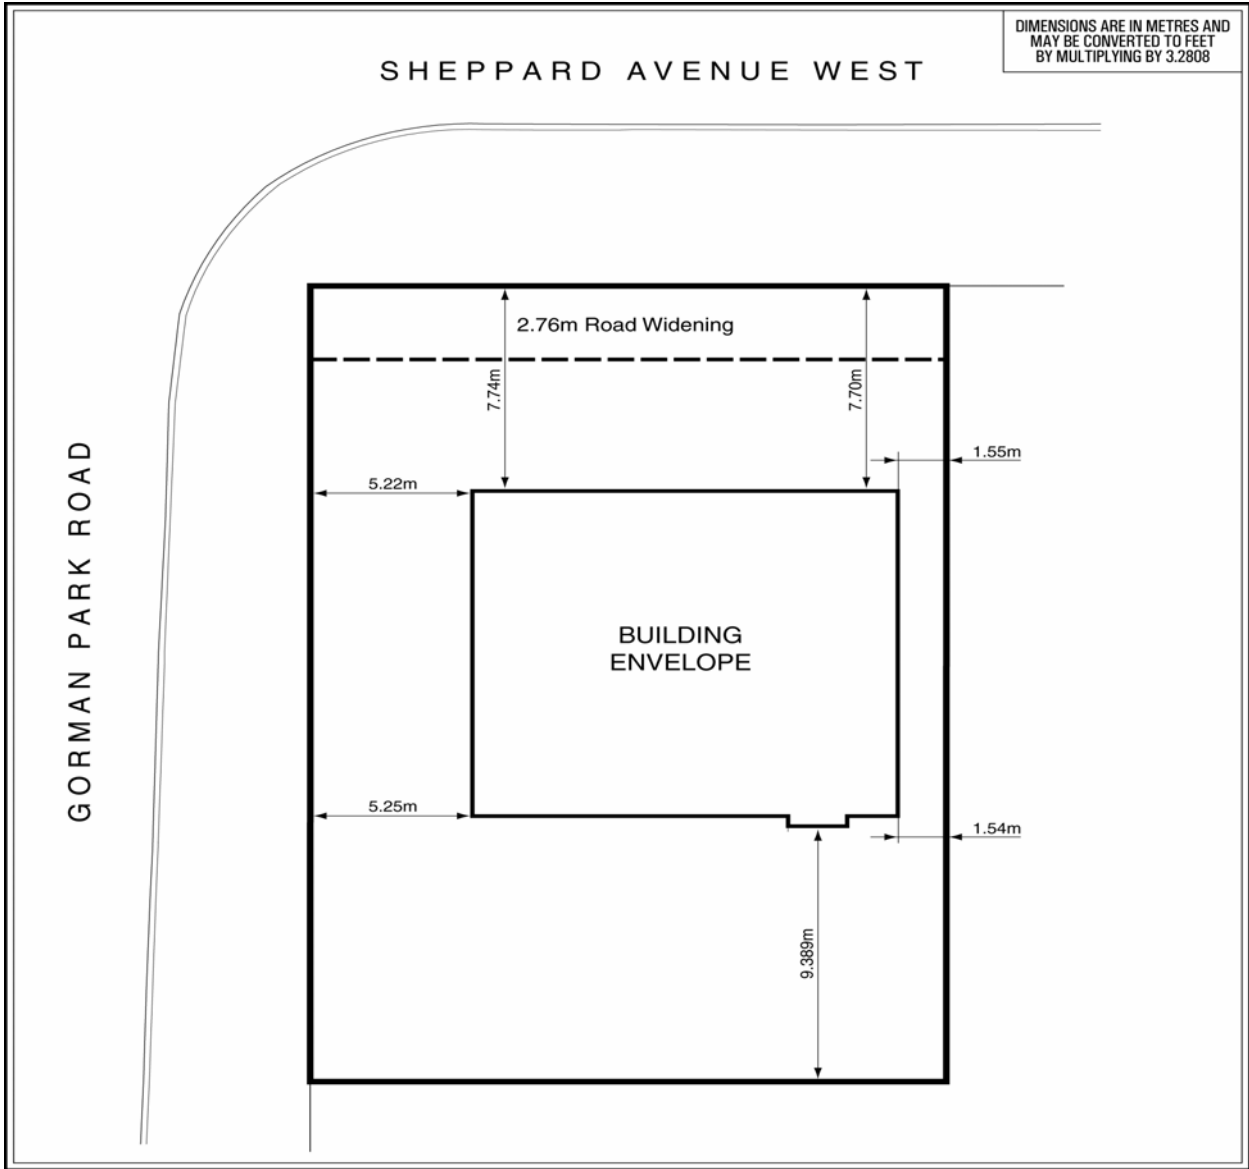 DIMENSIONS ARE IN METRES AND
MAY BE CONVERTED TO FEET
BY MULTIPLYING BY 3.2808
SHEPPARD AVENUE WEST
2.76m Road Widening
7.74m
7.70m
1.55m
5.22m
GORMAN PARK ROAD
BUILDING
ENVELOPE
5.25m
1.54m
9.389m